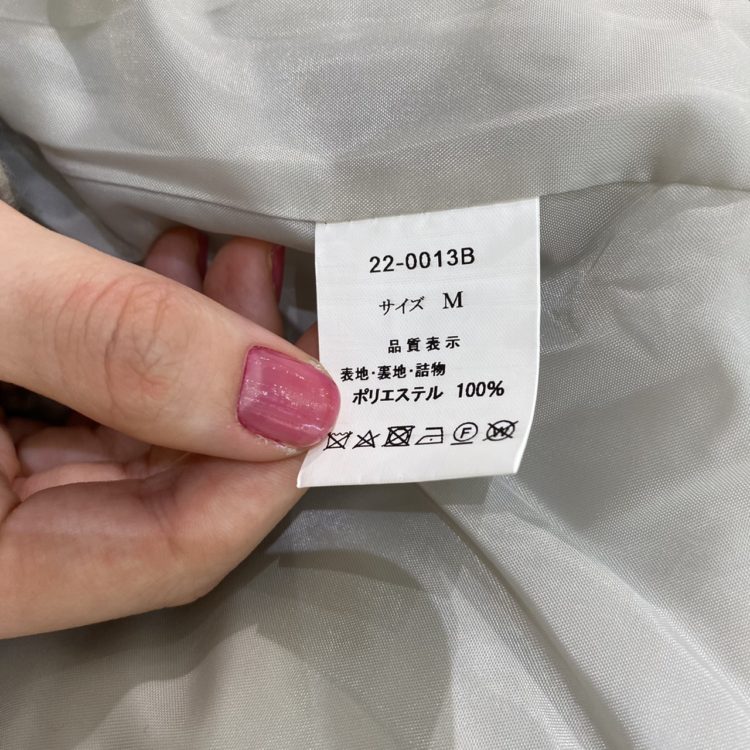 22-0013B
サイズ M
品質表示
表地・裏地・詰物
ポリエステル 100%